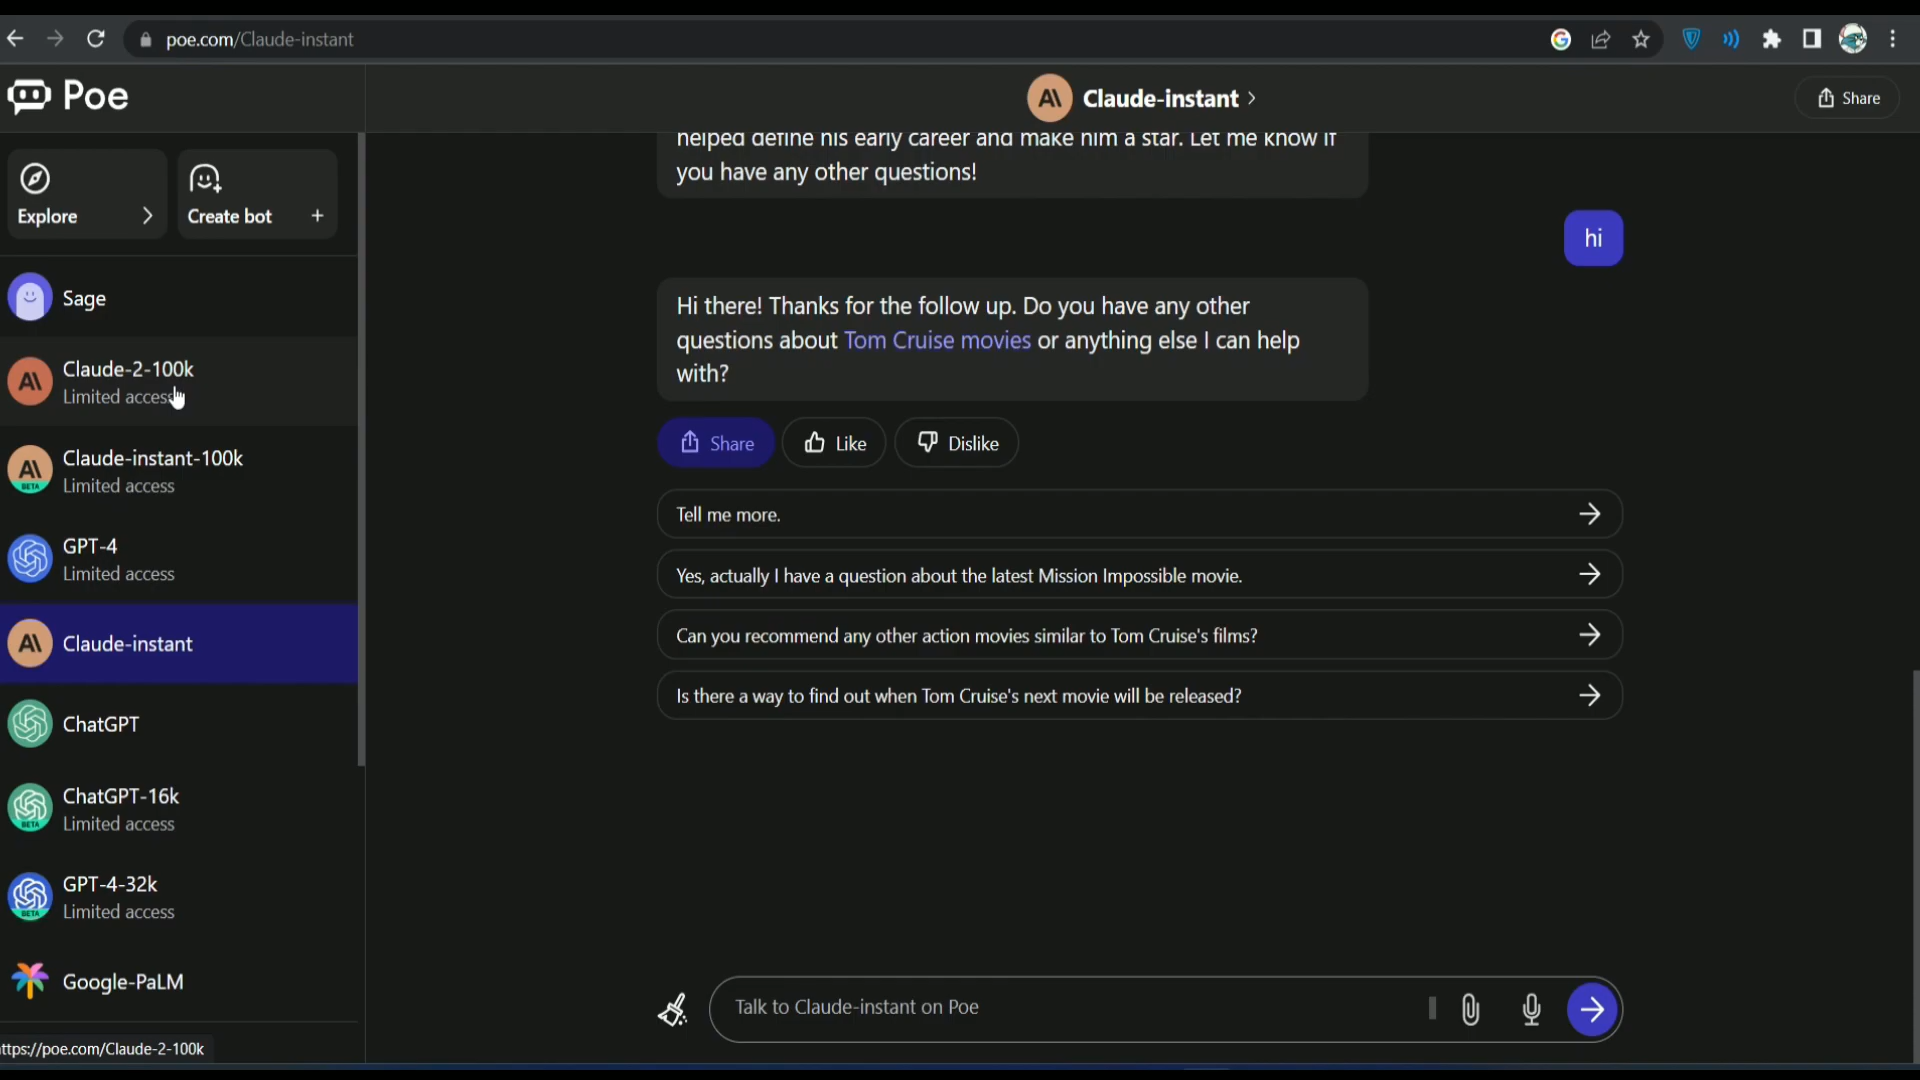 poe.com/Claude-instant
Poe
Claude-instant
Share
Explore
Create bot
Sage
Claude-2-100k
Limited access
BETA
Claude-instant-100k
Limited access
GPT-4
Limited access
Claude-instant
ChatGPT
BETA
ChatGPT-16k
Limited access
BETA
GPT-4-32k
Limited access
Google-PaLM
ttps://poe.com/Claude-2-100k
helped define his early career and make him a star. Let me know if
you have any other questions!
hi
Hi there! Thanks for the follow up. Do you have any other
questions about Tom Cruise movies or anything else I can help
with?
Share
Like
Dislike
Tell me more.
Yes, actually I have a question about the latest Mission Impossible movie.
Can you recommend any other action movies similar to Tom Cruise's films?
Is there a way to find out when Tom Cruise's next movie will be released?
Talk to Claude-instant on Poe